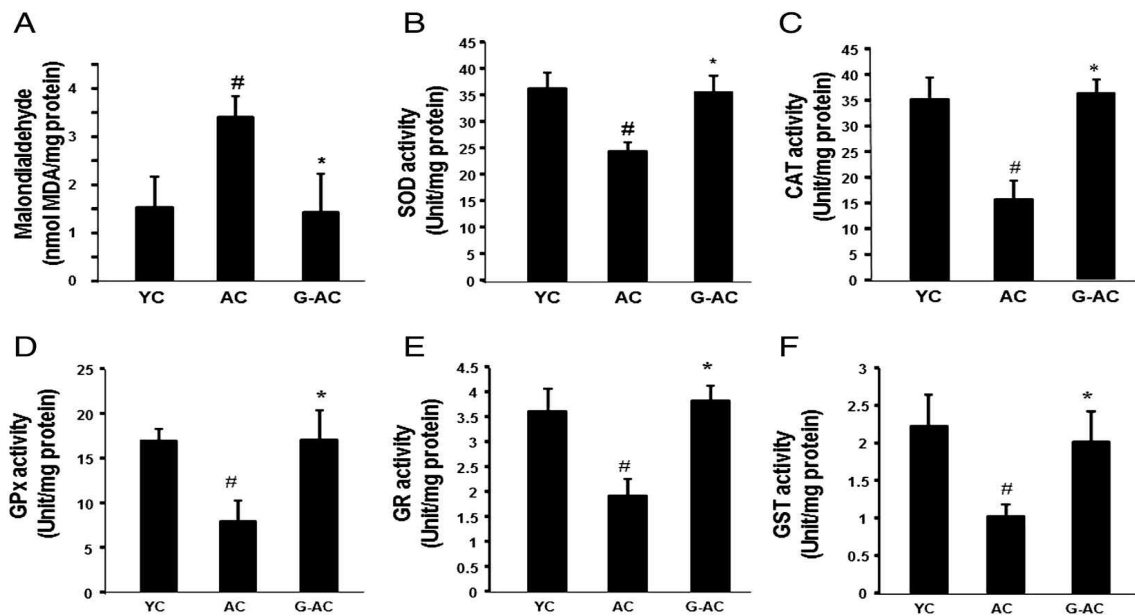 A
Malondialdehyde
(nmol MDA/mg protein)
4
3
2
1
0
#
*
YC AC G-AC
B
SOD activity
(Unit/mg protein)
45
40
35
30
25
20
15
10
5
0
#
*
YC AC G-AC
C
CAT activity
(Unit/mg protein)
45
40
35
30
25
20
15
10
5
0
#
*
YC AC G-AC
D
GPx activity
(Unit/mg protein)
25
20
15
10
5
0
#
*
YC AC G-AC
E
GR activity
(Unit/mg protein)
4.5
4
3.5
3
2.5
2
1.5
1
0.5
0
#
*
YC AC G-AC
F
GST activity
(Unit/mg protein)
3
2.5
2
1.5
1
0.5
0
#
*
YC AC G-AC